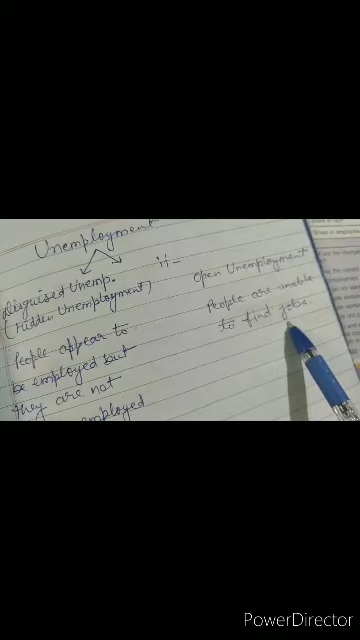 Unemployment
disguised Unemp.
(Hidden Unemployment)
People appear to
be employed but
they are not
employed
ii-
Open Unemployment
People are unable
to find jobs.
PowerDirector